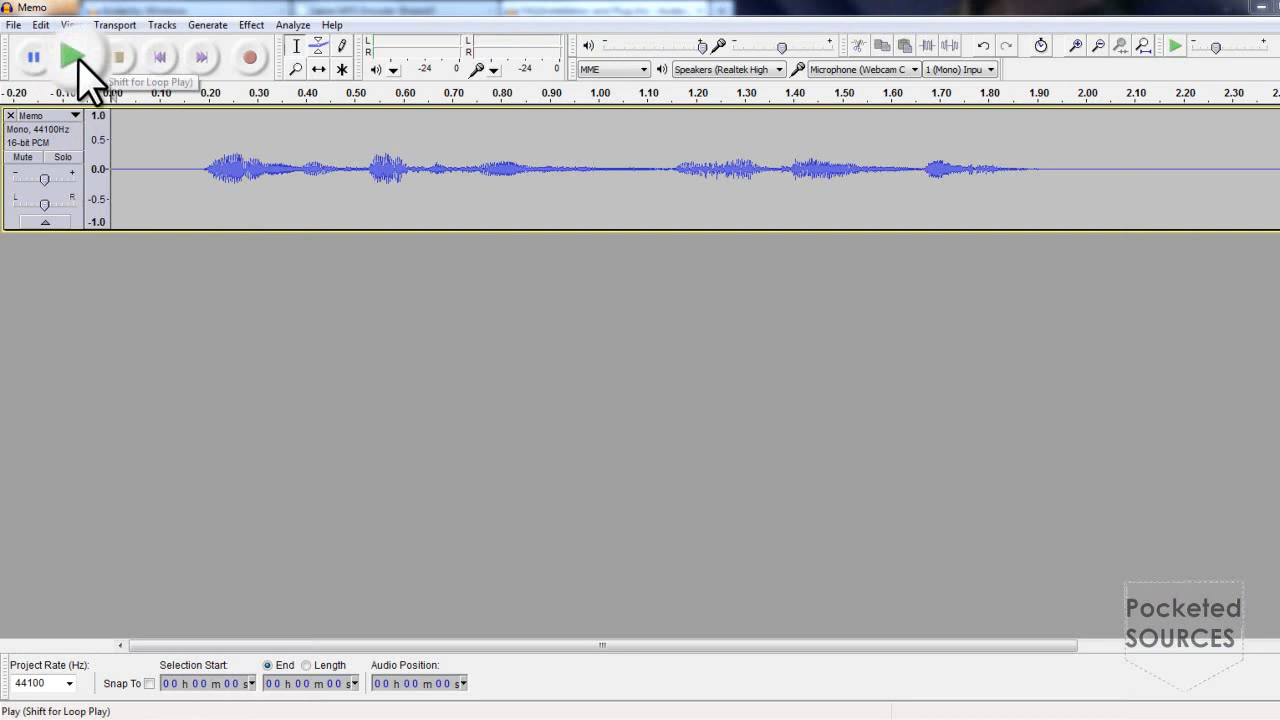 Memo
File Edit View Transport Tracks Generate Effect Analyze Help
L R -24 0 -24 0
MME Speakers (Realtek High Microphone (Webcam C 1 (Mono) Inpu
Shift for Loop Play)
-0.20 -0.10 0.00 0.10 0.20 0.30 0.40 0.50 0.60 0.70 0.80 0.90 1.00 1.10 1.20 1.30 1.40 1.50 1.60 1.70 1.80 1.90 2.00 2.10 2.20 2.30
Memo 1.0
Mono, 44100Hz
16-bit PCM 0.5
Mute Solo
- + 0.0
L R -0.5
-1.0
Pocketed
SOURCES
Project Rate (Hz): Selection Start: End Length Audio Position:
44100 Snap To 00 h 00 m 00 s 00 h 00 m 00 s 00 h 00 m 00 s
Play (Shift for Loop Play)